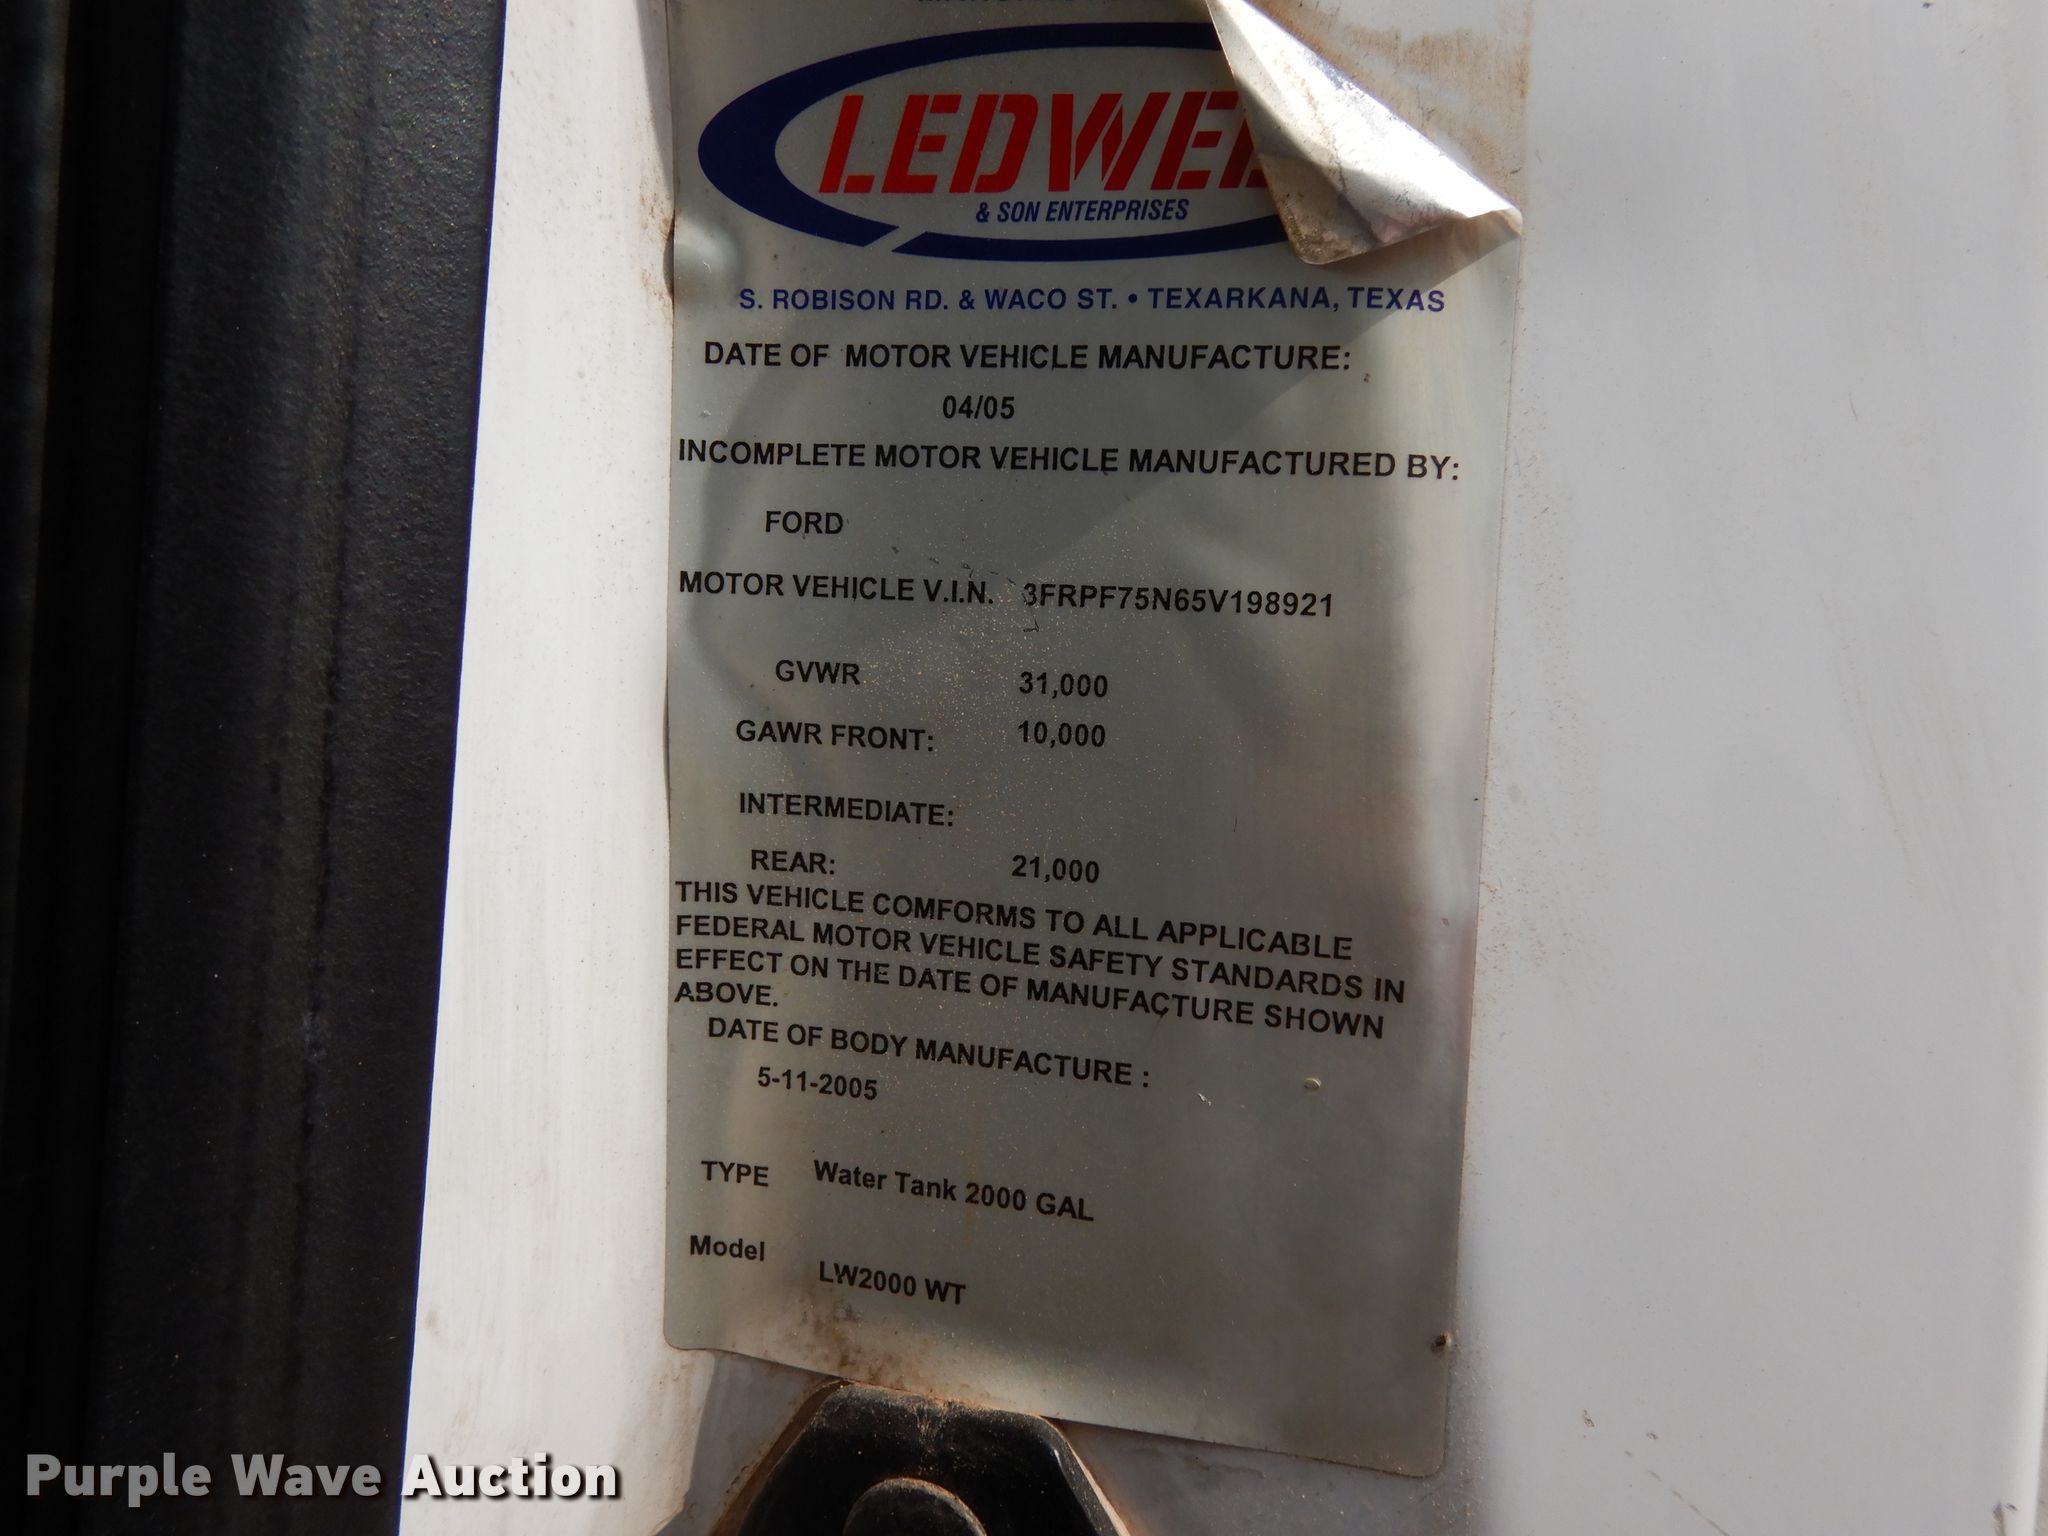 LEDWE
& SON ENTERPRISES
S. ROBISON RD. & WACO ST. • TEXARKANA, TEXAS
DATE OF MOTOR VEHICLE MANUFACTURE:
04/05
INCOMPLETE MOTOR VEHICLE MANUFACTURED BY:
FORD
MOTOR VEHICLE V.I.N. 3FRPF75N65V198921
GVWR 31,000
GAWR FRONT: 10,000
INTERMEDIATE:
REAR: 21,000
THIS VEHICLE COMFORMS TO ALL APPLICABLE
FEDERAL MOTOR VEHICLE SAFETY STANDARDS IN
EFFECT ON THE DATE OF MANUFACTURE SHOWN
ABOVE.
DATE OF BODY MANUFACTURE :
5-11-2005
TYPE Water Tank 2000 GAL
Model LW2000 WT
Purple Wave Auction